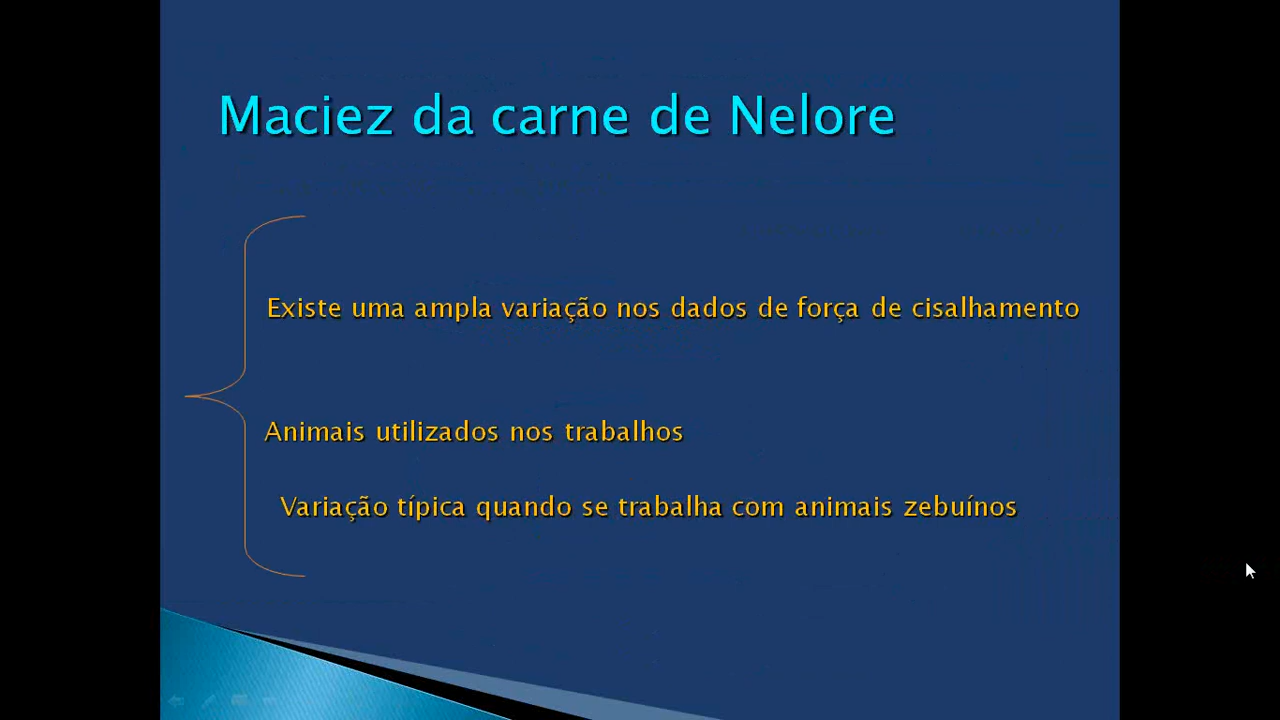 Maciez da carne de Nelore
Existe uma ampla variação nos dados de força de cisalhamento
Animais utilizados nos trabalhos
Variação típica quando se trabalha com animais zebuínos